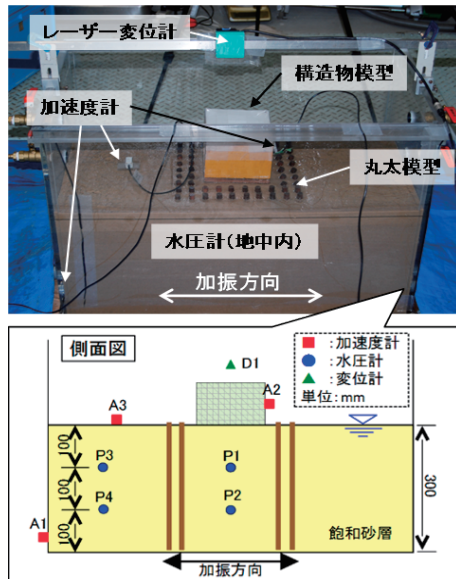 レーザー変位計
構造物模型
加速度計
丸太模型
水圧計(地中内)
加振方向
側面図
:加速度計
:水圧計
:変位計
単位:mm
D1
A2
A3
P3
P1
P4
P2
A1
100
100
100
300
飽和砂層
加振方向